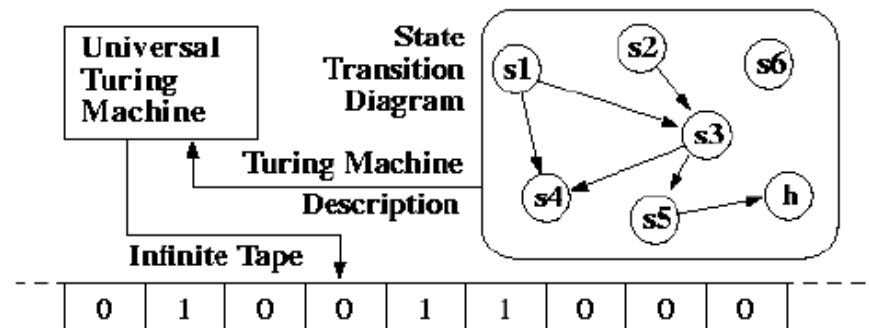 Universal
Turing
Machine
State
Transition
Diagram
s1
s2
s6
s3
s4
s5
h
Turing Machine
Description
Infinite Tape
0 1 0 0 1 1 0 0 0